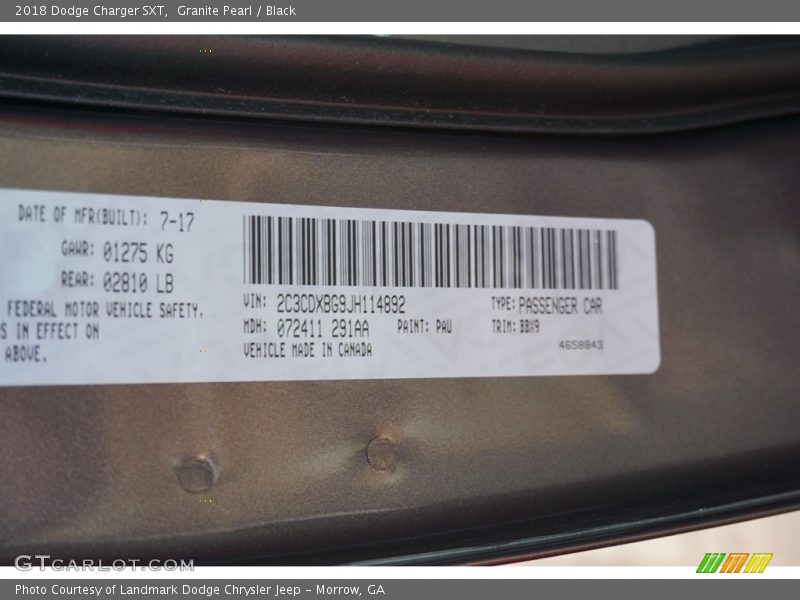 2018 Dodge Charger SXT,  Granite Pearl / Black
DATE OF MFR(BUILT): 7-17
GAWR: 01275 KG
REAR: 02810 LB
FEDERAL MOTOR VEHICLE SAFETY.
S IN EFFECT ON
ABOVE.
VIN: 2C3CDXBG9JH114892
TYPE: PASSENGER CAR
MDH: 072411 291AA
PAINT: PAU
TRIM: BBX9
VEHICLE MADE IN CANADA
4658843
GTcarlot.com
Photo Courtesy of Landmark Dodge Chrysler Jeep – Morrow, GA